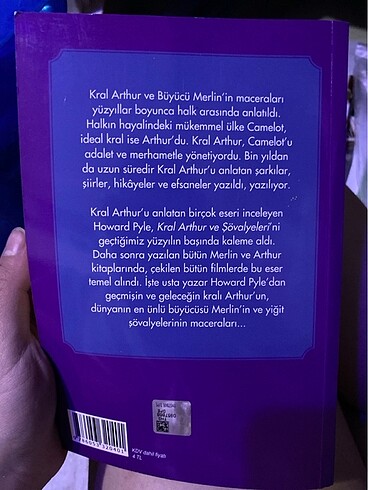 Kral Arthur ve Büyücü Merlin'in maceraları
yüzyıllar boyunca halk arasında anlatıldı.
Halkın hayalindeki mükemmel ülke Camelot,
ideal kral ise Arthur'du. Kral Arthur, Camelot'u
adalet ve merhametle yönetiyordu. Bin yıldan
da uzun süredir Kral Arthur'u anlatan şarkılar,
şiirler, hikâyeler ve efsaneler yazıldı, yazılıyor.
Kral Arthur'u anlatan birçok eseri inceleyen
Howard Pyle, Kral Arthur ve Şövalyeleri'ni
geçtiğimiz yüzyılın başında kaleme aldı.
Daha sonra yazılan bütün Merlin ve Arthur
kitaplarında, çekilen bütün filmlerde bu eser
temel alındı. İşte usta yazar Howard Pyle'dan
geçmişin ve geleceğin kralı Arthur'un,
dünyanın en ünlü büyücüsü Merlin'in ve yiğit
şövalyelerinin maceraları...
KDV dahil fiyatı
4 TL